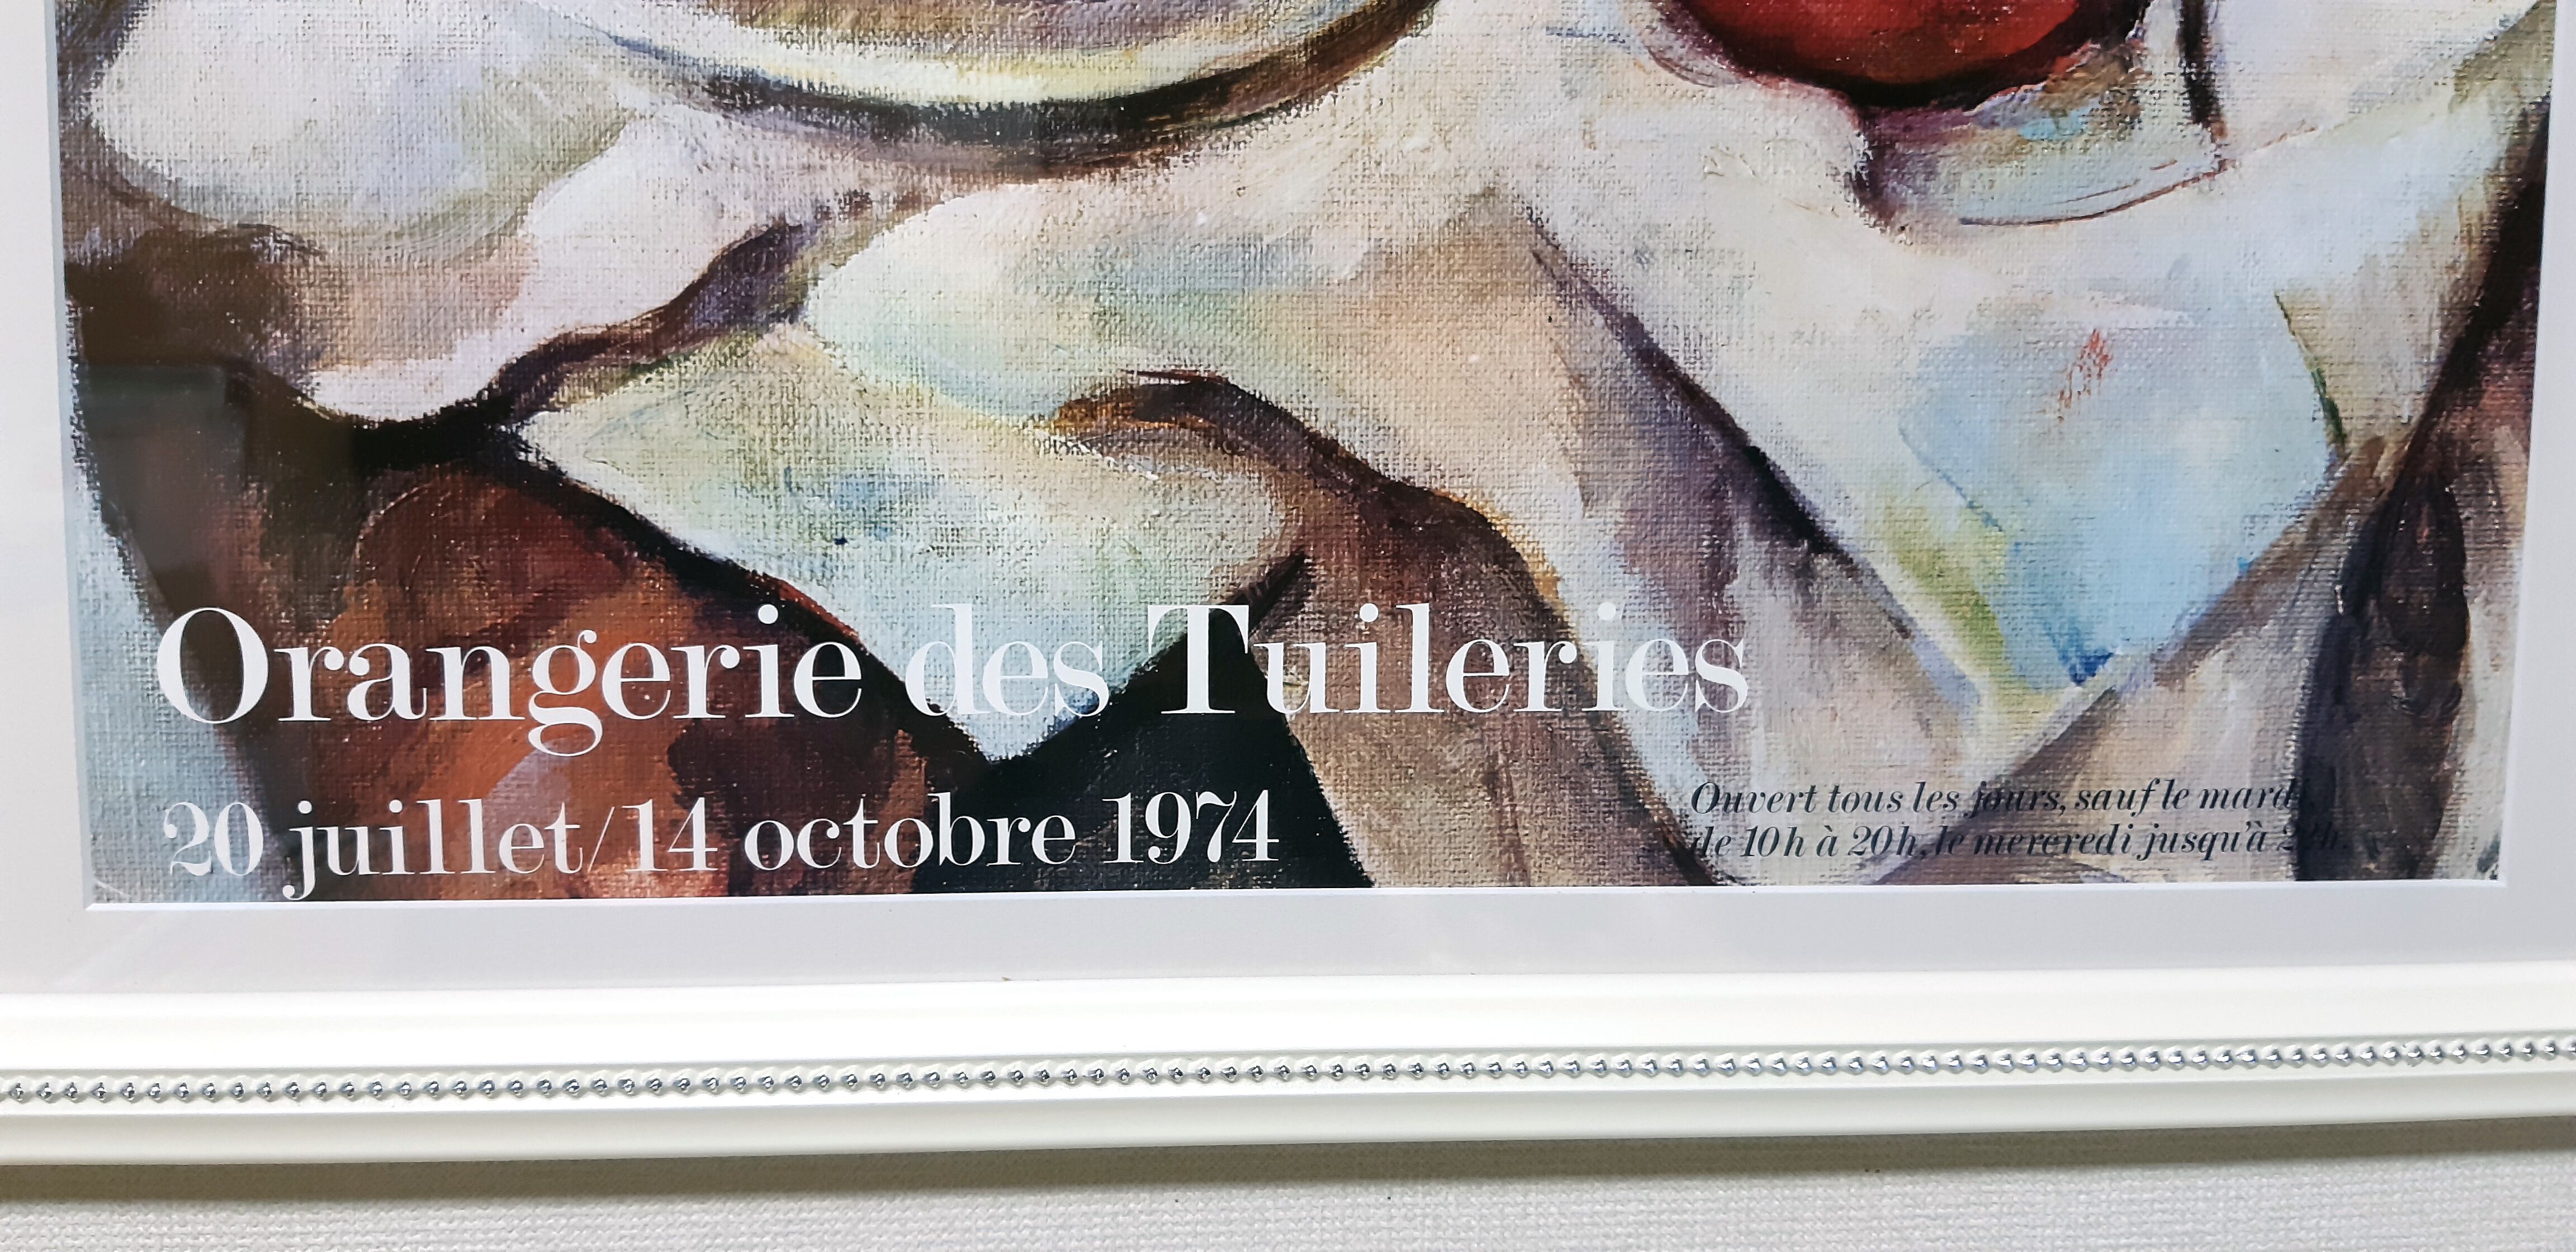 Orangerie des Tuileries
20 juillet/14 octobre 1974
Ouvert tous les jours, sauf le mardi,
de 10h à 20h, le mercredi jusqu'à